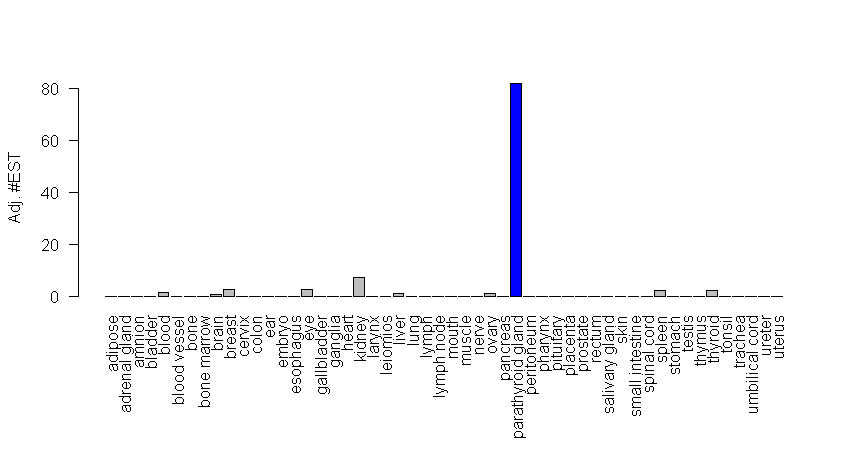 Adj. #EST
80
60
40
20
0
adipose
adrenal gland
amnion
bladder
blood
blood vessel
bone
bone marrow
brain
breast
cervix
colon
ear
embryo
esophagus
eye
gallbladder
ganglia
heart
kidney
larynx
leiomios
liver
lung
lymph
lymph node
mouth
muscle
nerve
ovary
pancreas
parathyroid gland
peritoneum
pharynx
pituitary
placenta
prostate
rectum
salivary gland
skin
small intestine
spinal cord
spleen
stomach
testis
thymus
thyroid
tonsil
trachea
umbilical cord
ureter
uterus